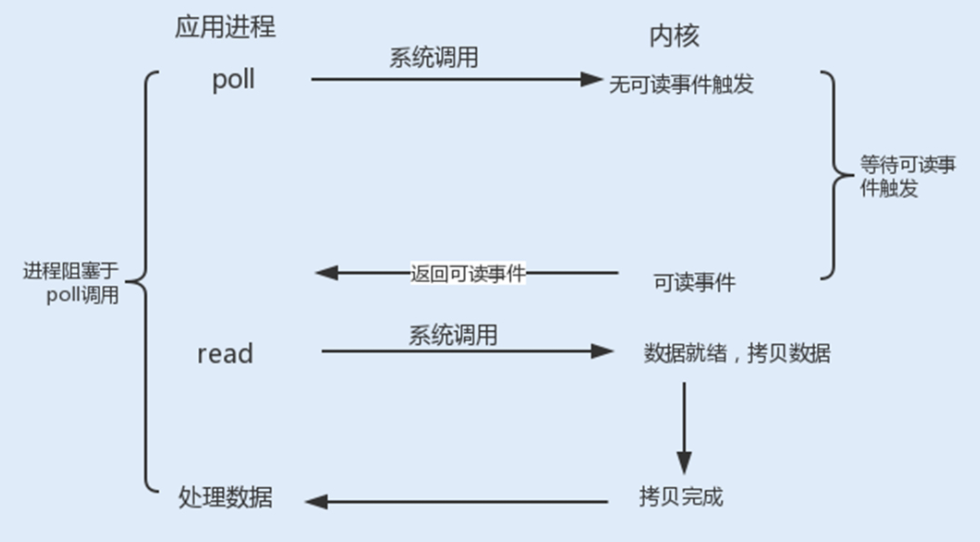 应用进程
内核
系统调用
poll
无可读事件触发
等待可读事
件触发
进程阻塞于
poll调用
返回可读事件
可读事件
系统调用
read
数据就绪，拷贝数据
处理数据
拷贝完成